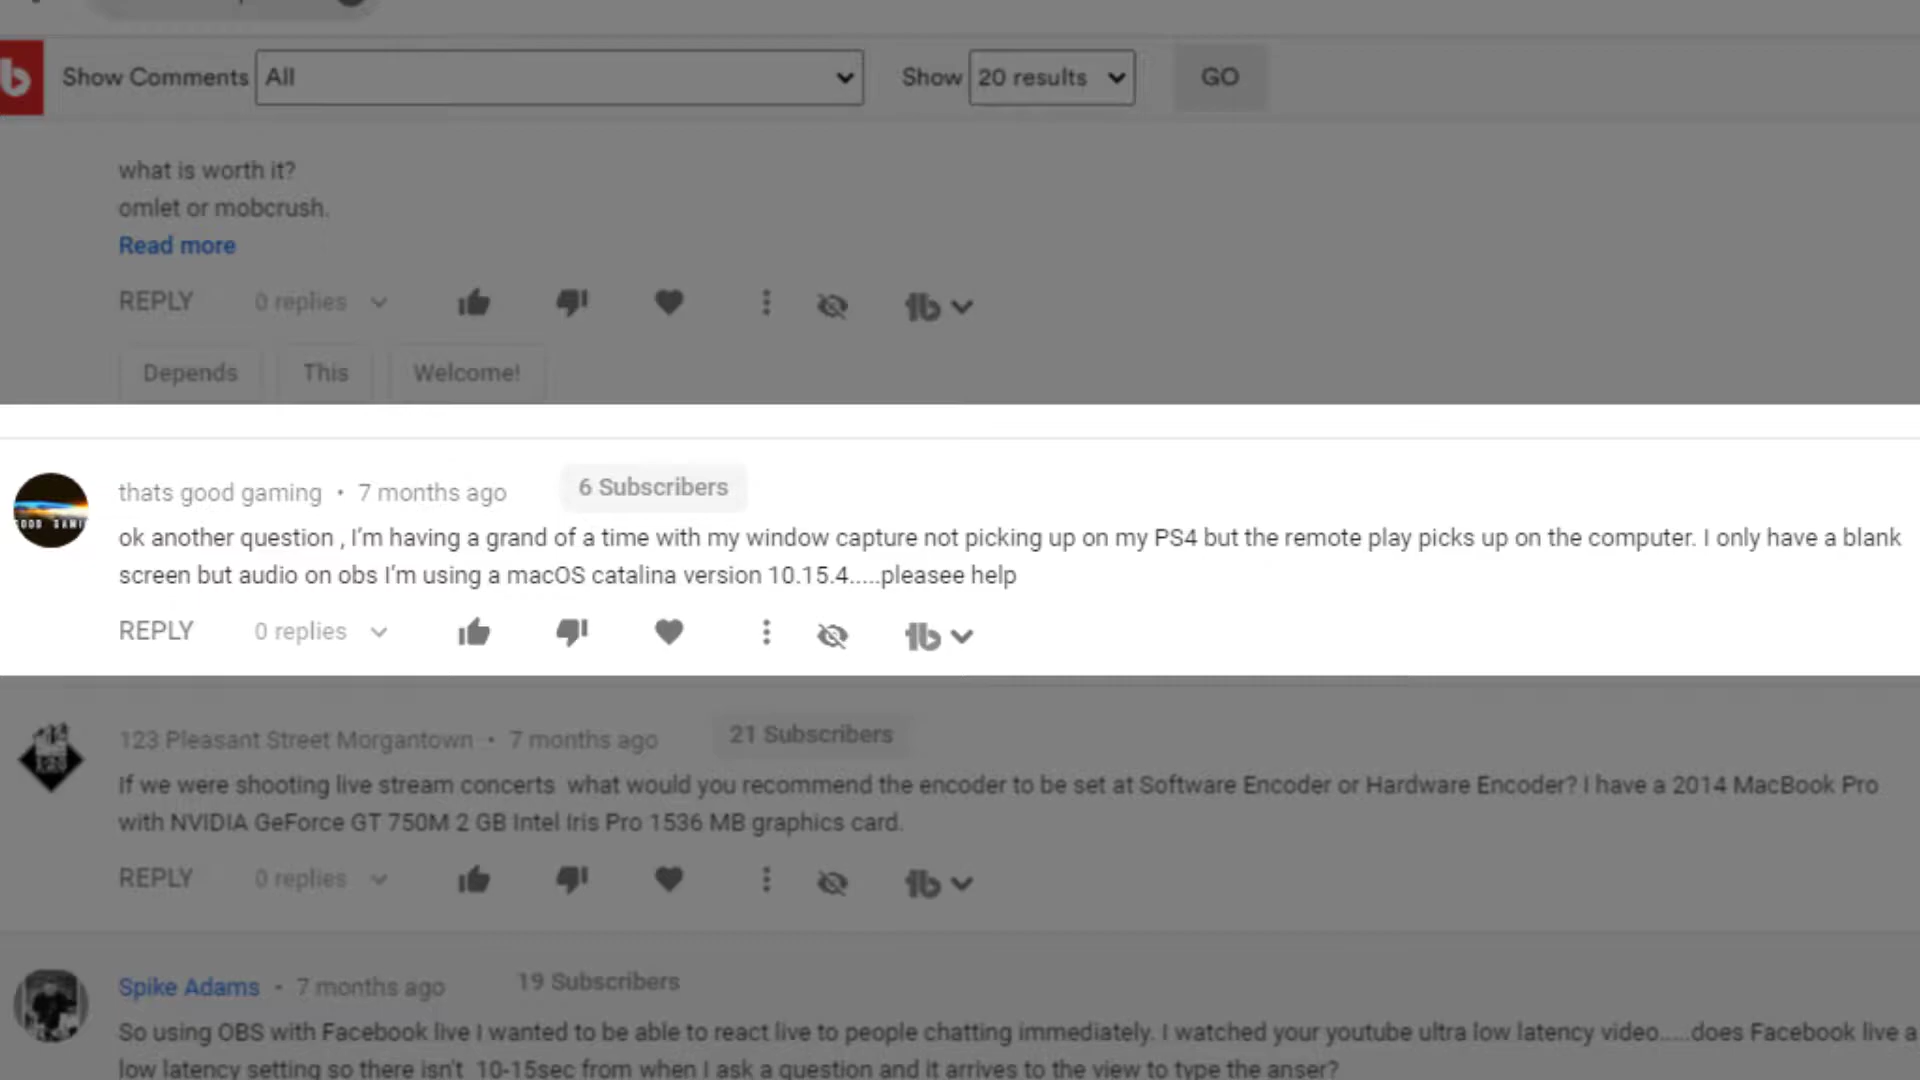 Show Comments All Show 20 results GO
what is worth it?
omlet or mobcrush.
Read more
REPLY 0 replies
Depends This Welcome!
thats good gaming • 7 months ago 6 Subscribers
ok another question , I'm having a grand of a time with my window capture not picking up on my PS4 but the remote play picks up on the computer. I only have a blank
screen but audio on obs I'm using a macOS catalina version 10.15.4.....pleasee help
REPLY 0 replies
123 Pleasant Street Morgantown • 7 months ago 21 Subscribers
If we were shooting live stream concerts what would you recommend the encoder to be set at Software Encoder or Hardware Encoder? I have a 2014 MacBook Pro
with NVIDIA GeForce GT 750M 2 GB Intel Iris Pro 1536 MB graphics card.
REPLY 0 replies
Spike Adams • 7 months ago 19 Subscribers
So using OBS with Facebook live I wanted to be able to react live to people chatting immediately. I watched your youtube ultra low latency video.....does Facebook live a
low latency setting so there isn't 10-15sec from when I ask a question and it arrives to the view to type the anser?